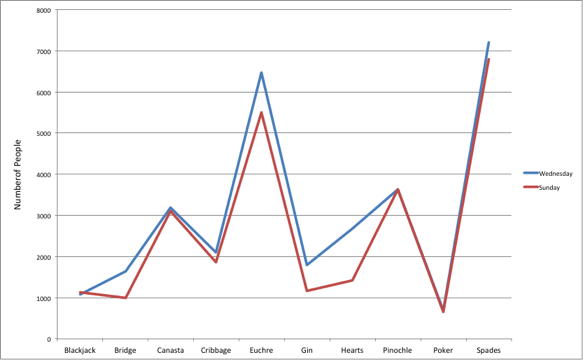 8000
7000
6000
5000
4000
3000
2000
1000
0
Numberof People
Blackjack Bridge Canasta Cribbage Euchre Gin Hearts Pinochle Poker Spades
Wednesday
Sunday